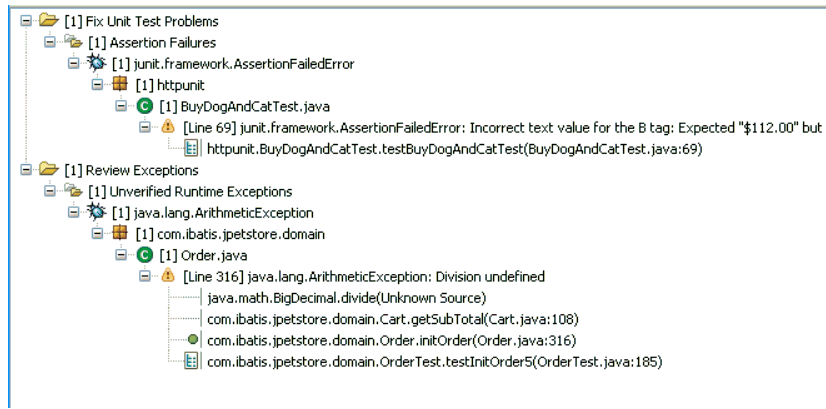 [1] Fix Unit Test Problems
[1] Assertion Failures
[1] junit.framework.AssertionFailedError
[1] httpunit
[1] BuyDogAndCatTest.java
[Line 69] junit.framework.AssertionFailedError: Incorrect text value for the B tag: Expected "$112.00" but
httpunit.BuyDogAndCatTest.testBuyDogAndCatTest(BuyDogAndCatTest.java:69)
[1] Review Exceptions
[1] Unverified Runtime Exceptions
[1] java.lang.ArithmeticException
[1] com.ibatis.jpetstore.domain
[1] Order.java
[Line 316] java.lang.ArithmeticException: Division undefined
java.math.BigDecimal.divide(Unknown Source)
com.ibatis.jpetstore.domain.Cart.getSubTotal(Cart.java:108)
com.ibatis.jpetstore.domain.Order.initOrder(Order.java:316)
com.ibatis.jpetstore.domain.OrderTest.testInitOrder5(OrderTest.java:185)